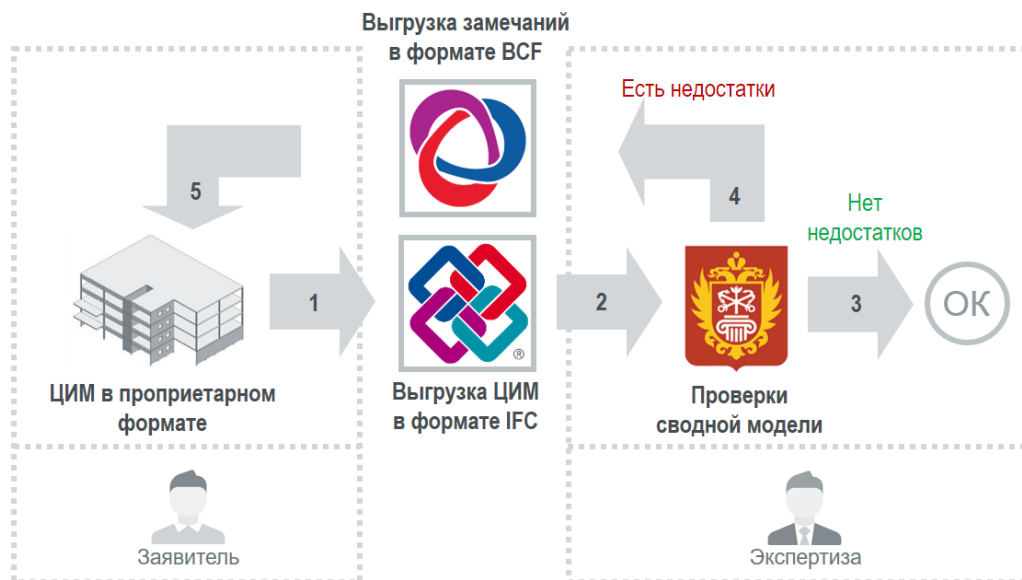 Выгрузка замечаний
в формате BCF
Есть недостатки
5
4
Нет
недостатков
1
2
3
ОК
®
ЦИМ в проприетарном
формате
Выгрузка ЦИМ
в формате IFC
Проверки
сводной модели
Заявитель
Экспертиза